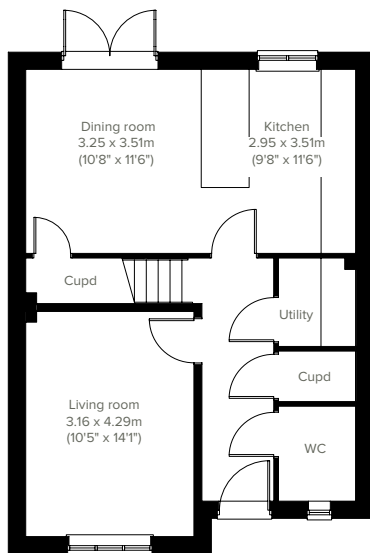 Dining room
3.25 x 3.51m
(10'8" x 11'6")
Kitchen
2.95 x 3.51m
(9'8" x 11'6")
Cupd
Utility
Cupd
Living room
3.16 x 4.29m
(10'5" x 14'1")
WC